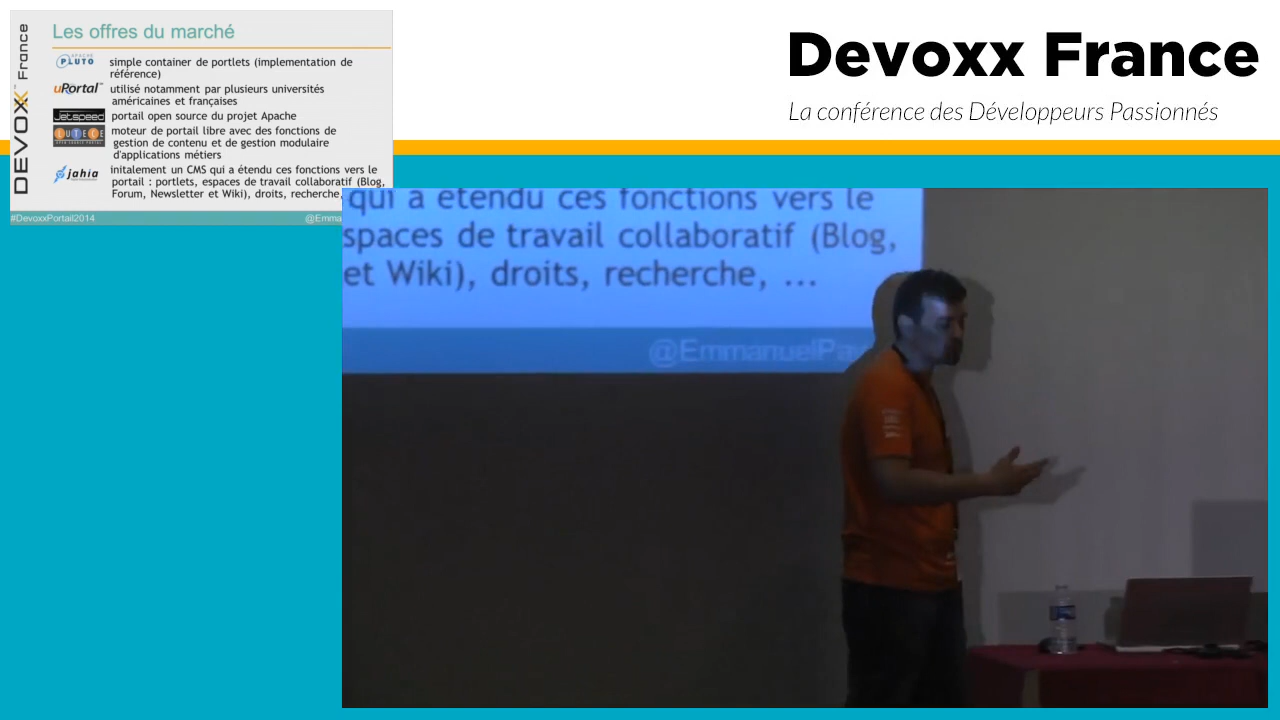 Devoxx France
La conférence des Développeurs Passionnés
DEVOXX France
Les offres du marché
APACHE
PLUTO
simple container de portlets (implementation de
référence)
uPortal
utilisé notamment par plusieurs universités
américaines et françaises
Jetspeed
portail open source du projet Apache
LUTECE
moteur de portail libre avec des fonctions de
gestion de contenu et de gestion modulaire
d'applications métiers
jahia
initalement un CMS qui a étendu ces fonctions vers le
portail : portlets, espaces de travail collaboratif (Blog,
Forum, Newsletter et Wiki), droits, recherche,
#DevoxxPortail2014
@Emma
qui a étendu ces fonctions vers le
spaces de travail collaboratif (Blog,
et Wiki), droits, recherche, ...
@EmmanuelPa